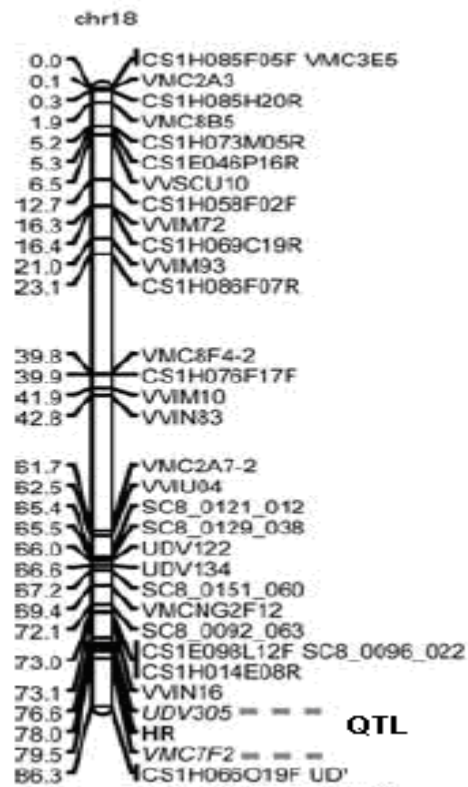 chr18
0.0 CS1H085F05F VMC3E5
0.1 VMC2A3
0.3 CS1H085H20R
1.9 VMC8B5
5.2 CS1H073M05R
5.3 CS1E046P16R
6.5 VVSCU10
12.7 CS1H058F02F
16.3 VVIM72
16.4 CS1H069C19R
21.0 VVIM93
23.1 CS1H086F07R
39.8 VMC8F4-2
39.9 CS1H076F17F
41.9 VVIM10
42.8 VVIN83
61.7 VMC2A7-2
62.5 VVIU04
65.4 SC8_0121_012
65.5 SC8_0129_038
66.0 UDV122
66.6 UDV134
67.2 SC8_0151_060
69.4 VMCNG2F12
72.1 SC8_0092_063
73.0 CS1E098L12F SC8_0096_022
CS1H014E08R
73.1 VVIN16
76.6 UDV305
78.0 HR QTL
79.5 VMC7F2
86.3 CS1H066O19F UD'